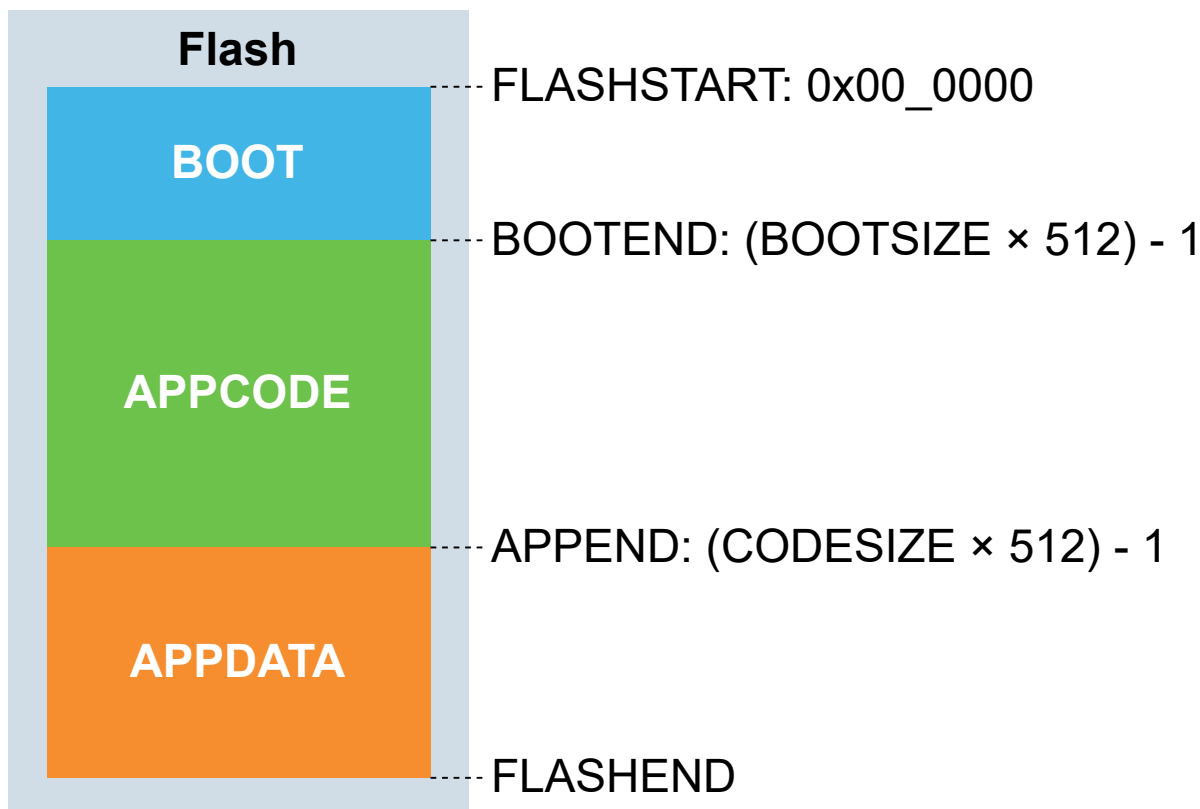 Flash
FLASHSTART: 0x00_0000
BOOT
BOOTEND: (BOOTSIZE × 512) - 1
APPCODE
APPEND: (CODESIZE × 512) - 1
APPDATA
FLASHEND